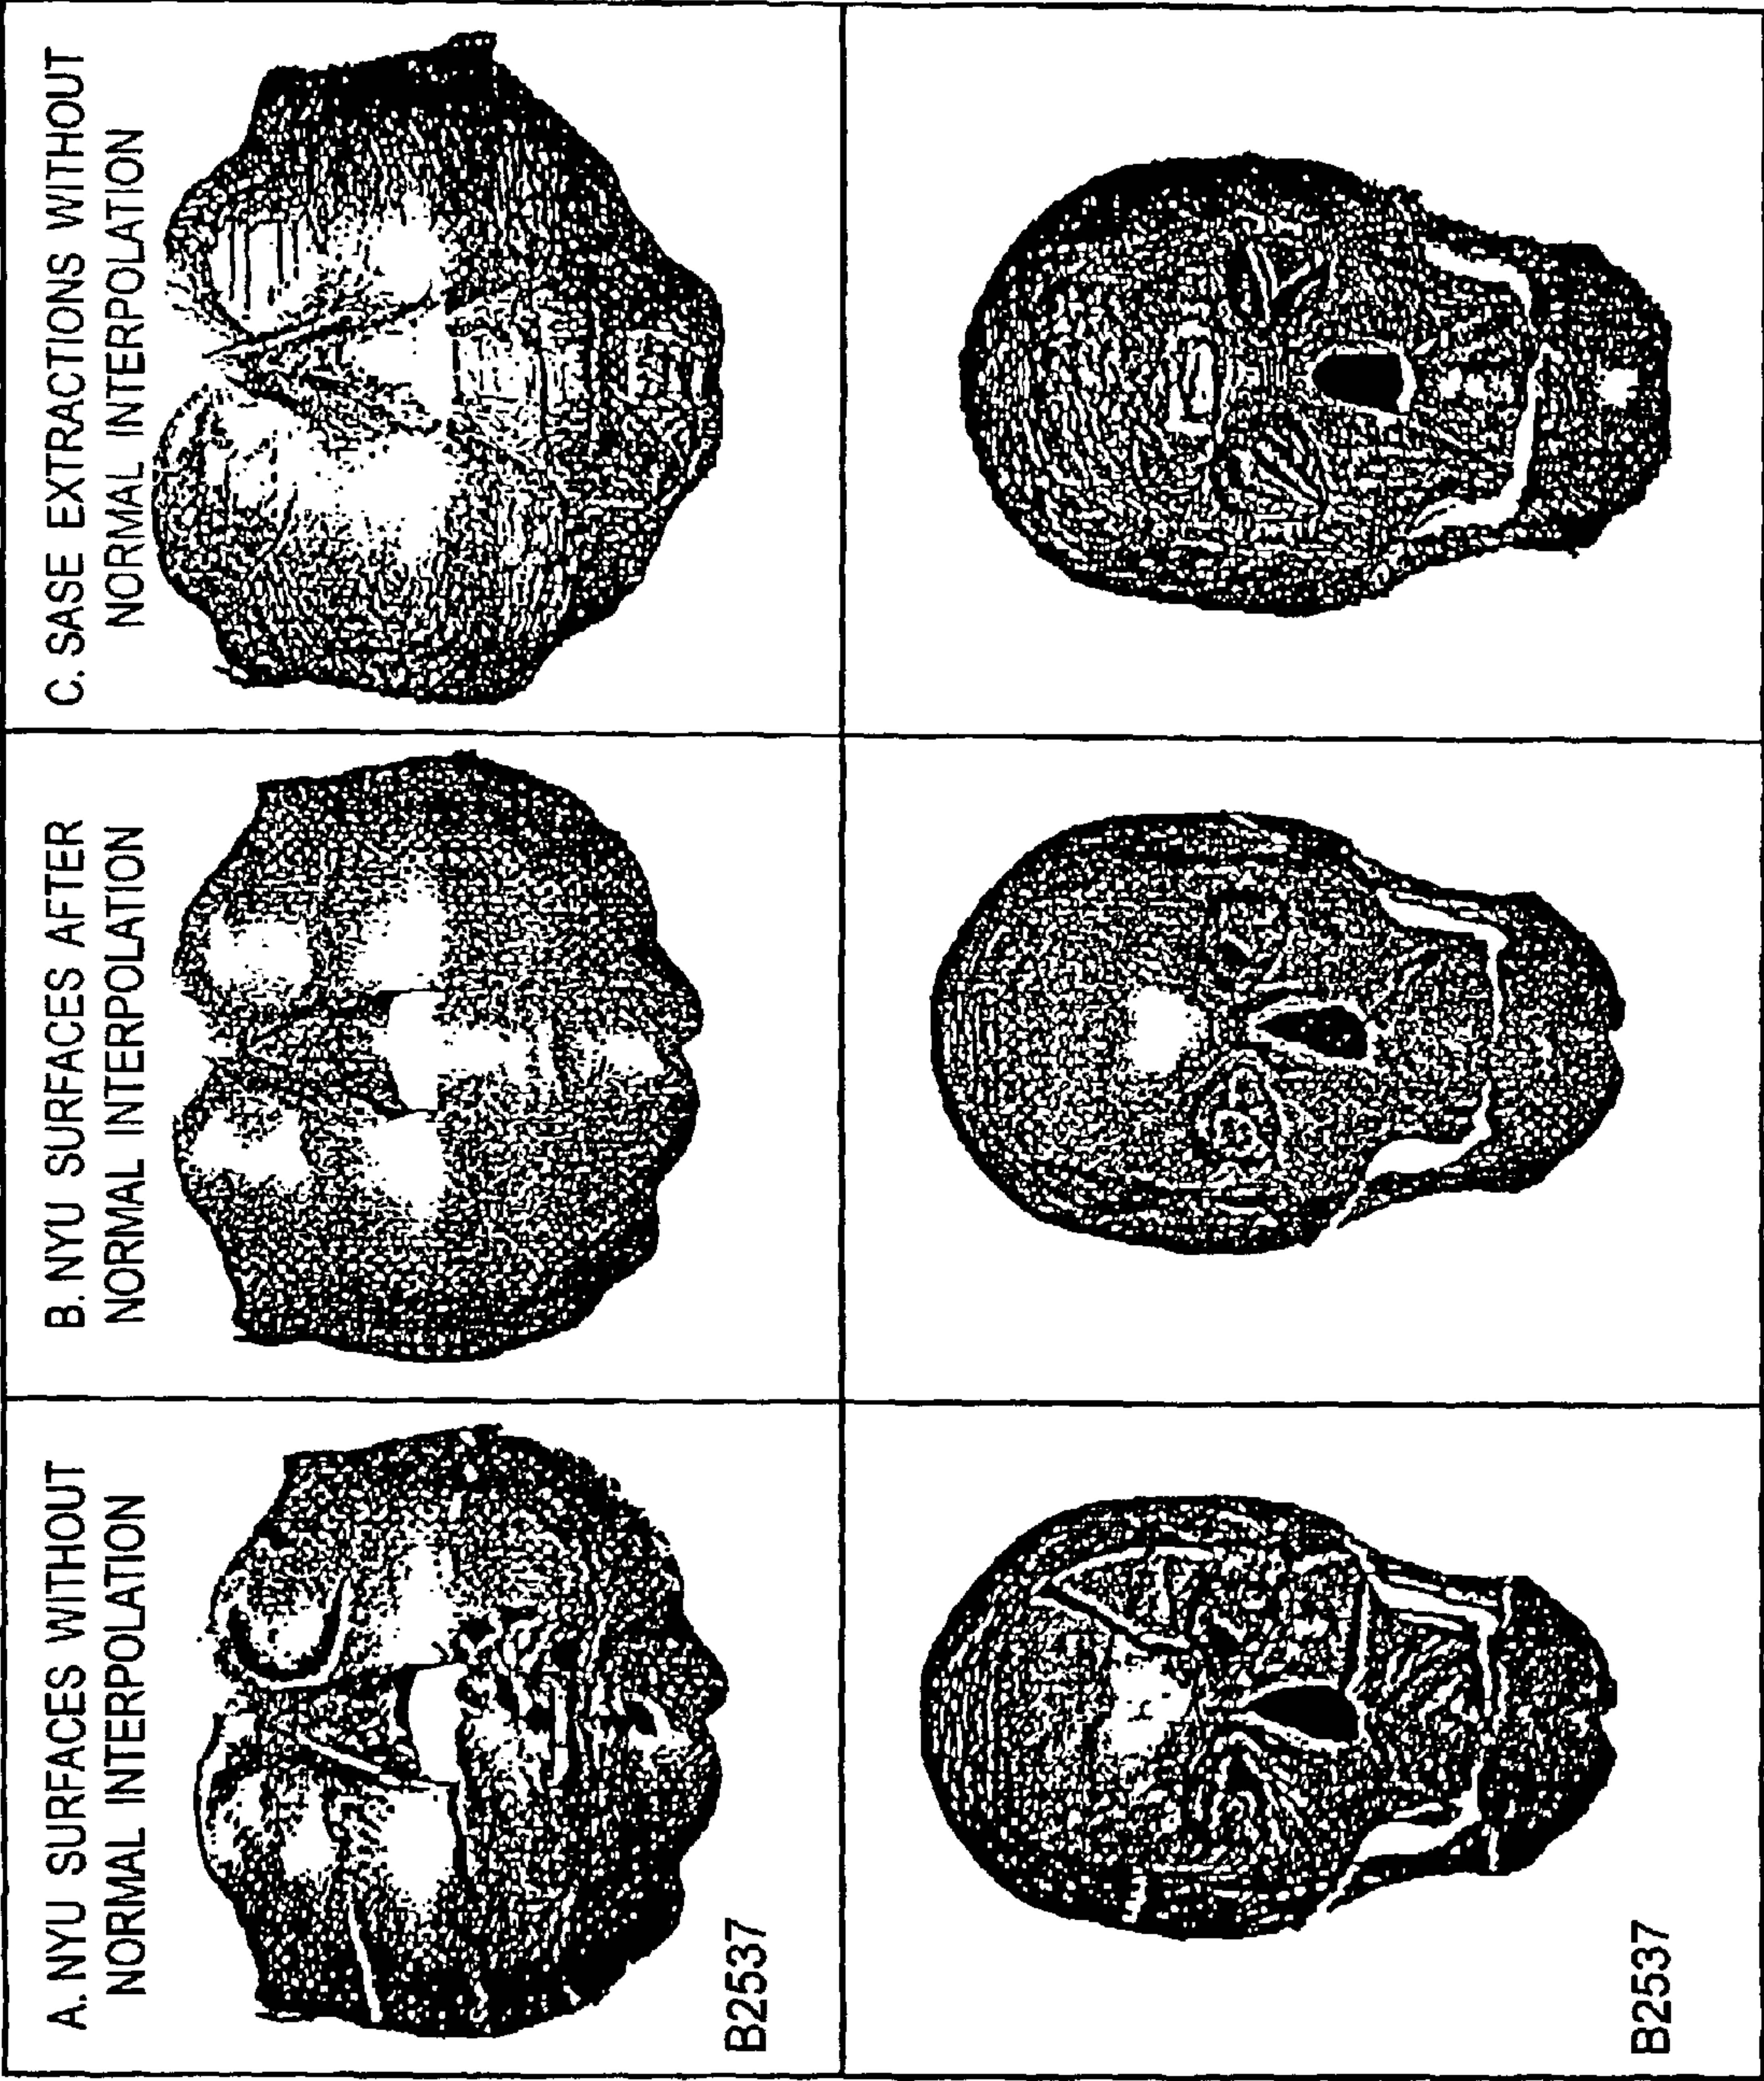 A. NYU SURFACES WITHOUT
NORMAL INTERPOLATION
B. NYU SURFACES AFTER
NORMAL INTERPOLATION
C. SASE EXTRACTIONS WITHOUT
NORMAL INTERPOLATION
B2537
B2537